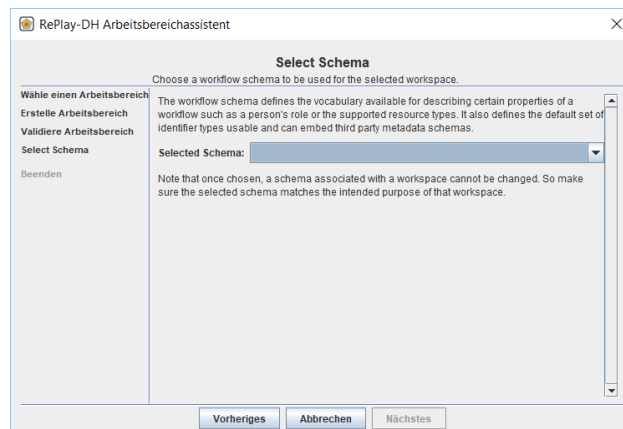 RePlay-DH Arbeitsbereichassistent
Select Schema
Choose a workflow schema to be used for the selected workspace.
Wähle einen Arbeitsbereich
Erstelle Arbeitsbereich
Validiere Arbeitsbereich
Select Schema
Beenden
The workflow schema defines the vocabulary available for describing certain properties of a
workflow such as a person's role or the supported resource types. It also defines the default set of
identifier types usable and can embed third party metadata schemas.
Selected Schema:
Note that once chosen, a schema associated with a workspace cannot be changed. So make
sure the selected schema matches the intended purpose of that workspace.
Vorheriges
Abbrechen
Nächstes